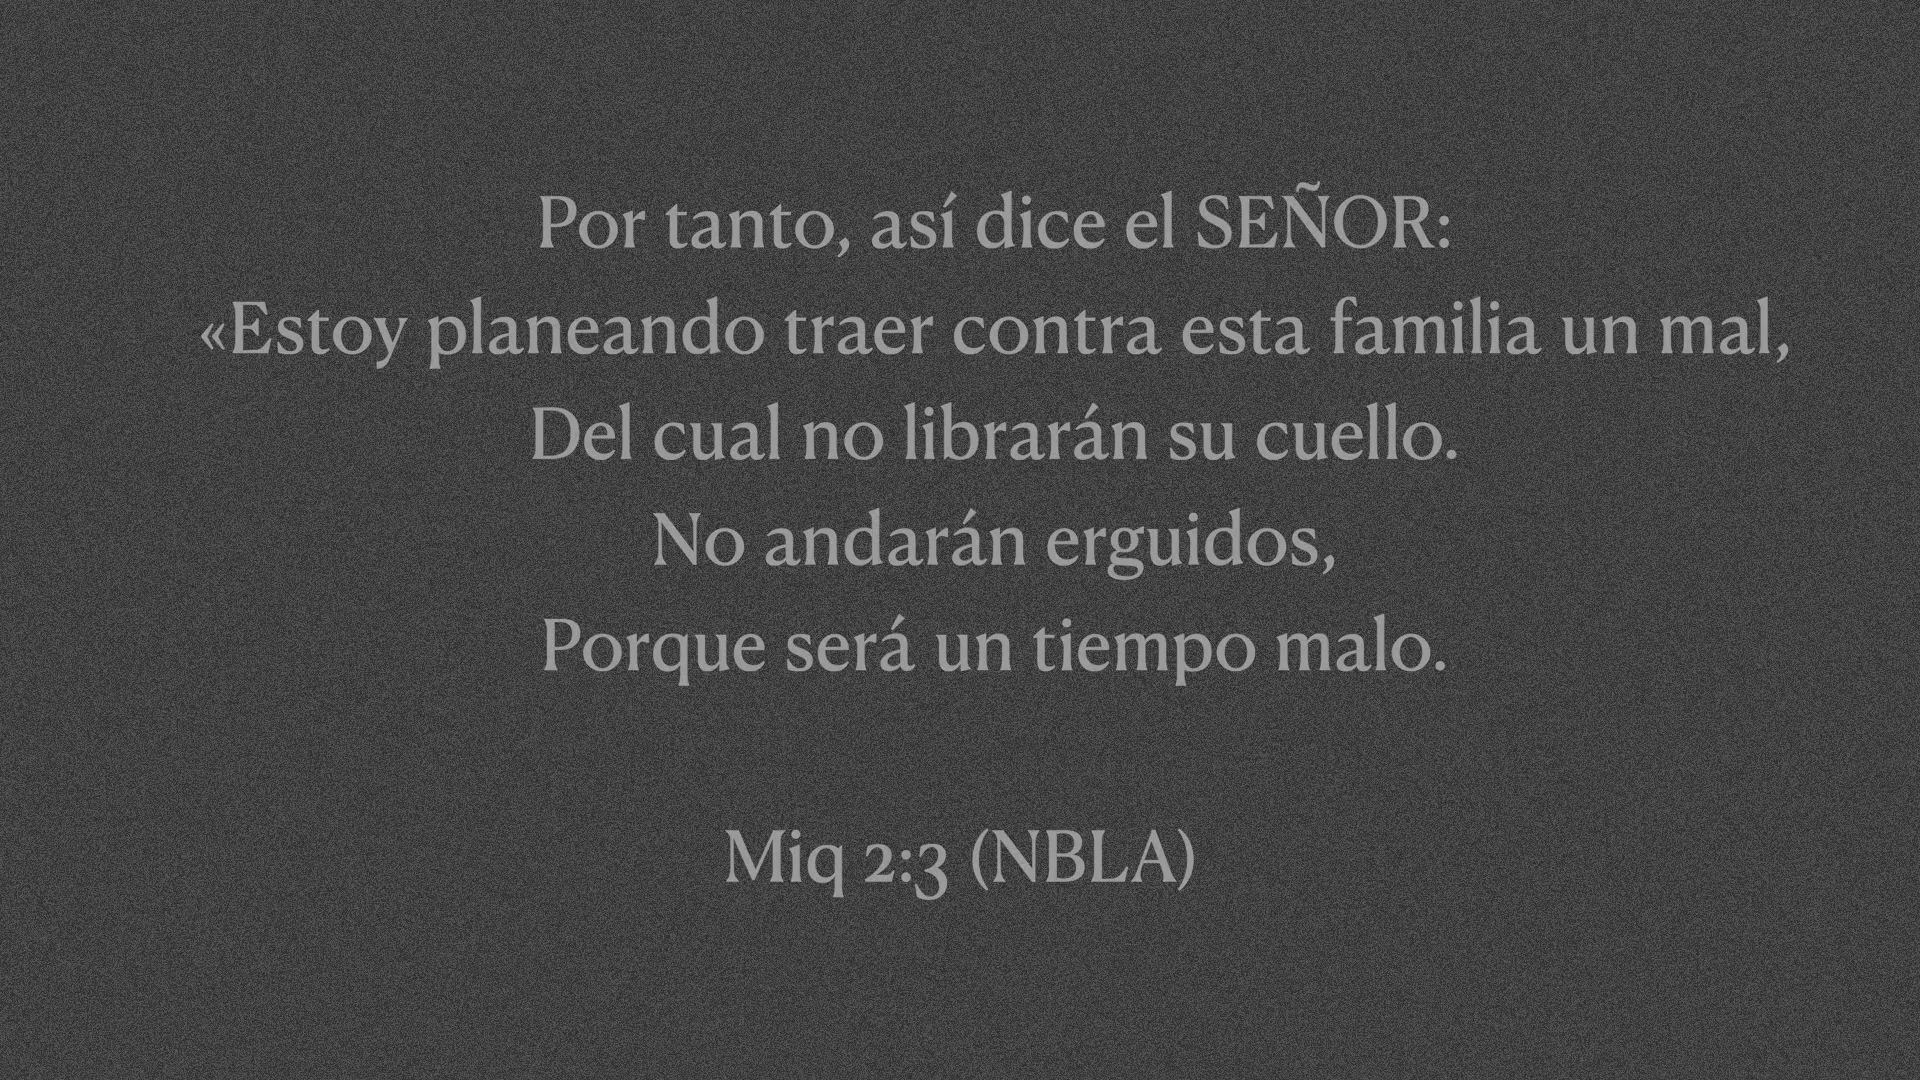 Por tanto, así dice el SEÑOR:
«Estoy planeando traer contra esta familia un mal,
Del cual no librarán su cuello.
No andarán erguidos,
Porque será un tiempo malo.
Miq 2:3 (NBLA)